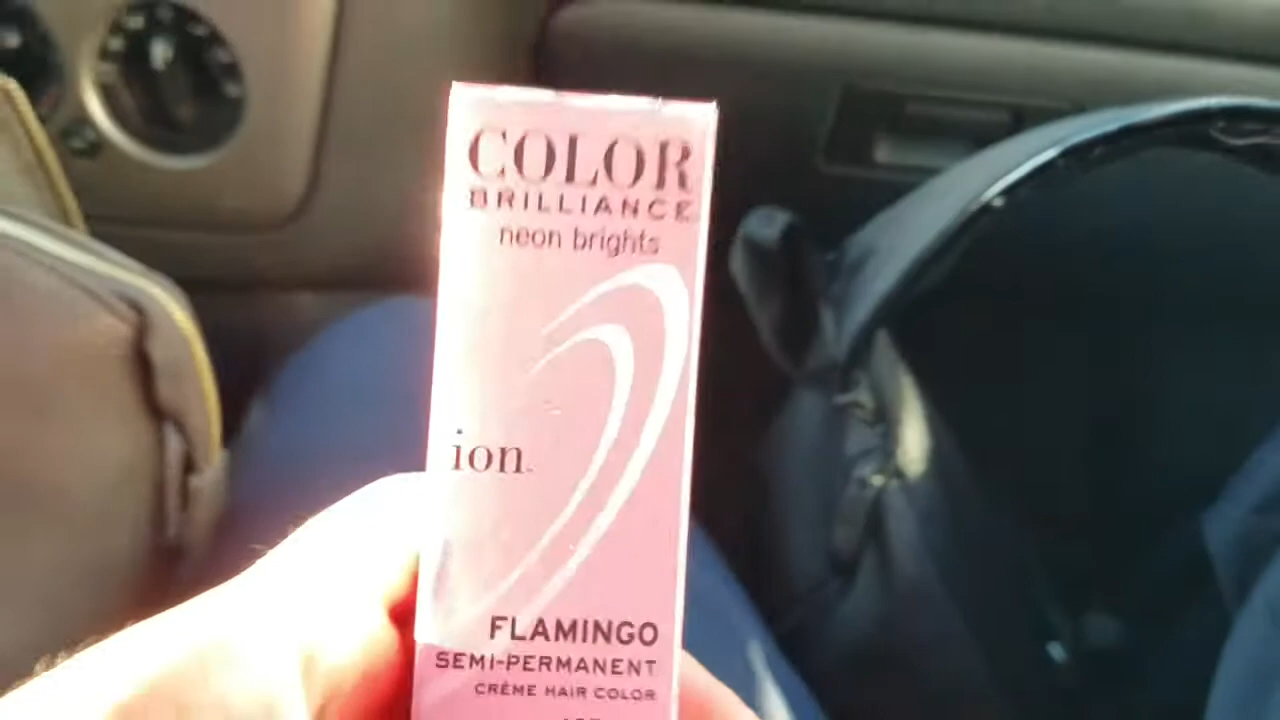 COLOR
BRILLIANCE
neon brights
ion
FLAMINGO
SEMI-PERMANENT
CRÈME HAIR COLOR